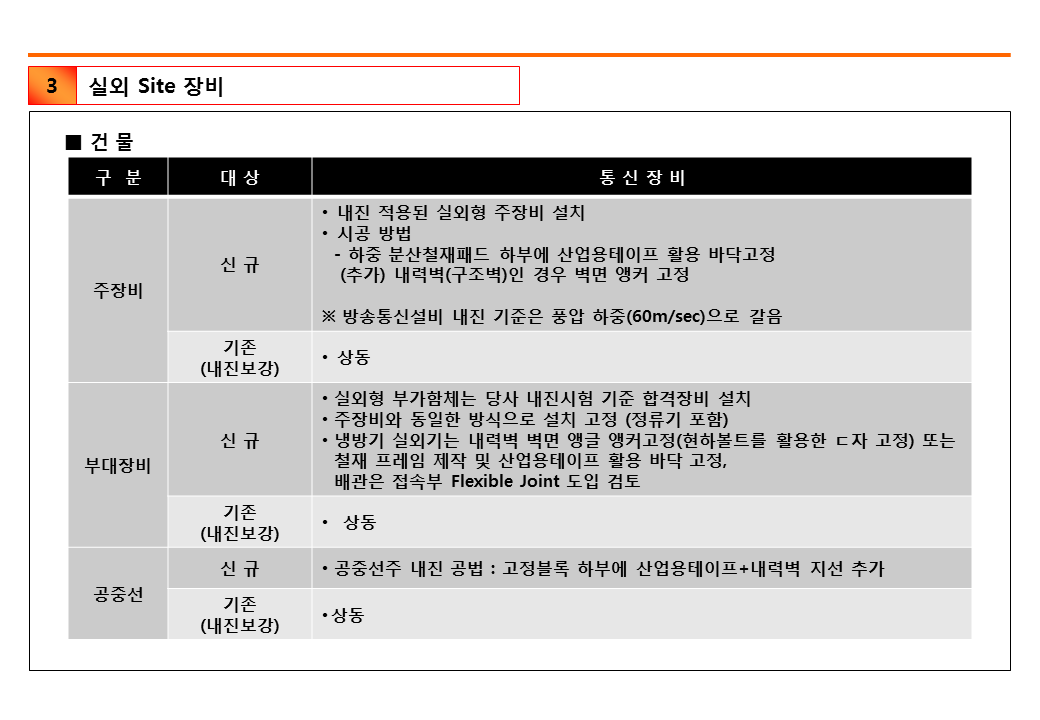 3 실외 Site 장비
■ 건 물
구 분 대 상 통 신 장 비
주장비
신 규
• 내진 적용된 실외형 주장비 설치
• 시공 방법
- 하중 분산철재패드 하부에 산업용테이프 활용 바닥고정
(추가) 내력벽(구조벽)인 경우 벽면 앵커 고정
※ 방송통신설비 내진 기준은 풍압 하중(60m/sec)으로 갈음
기존
(내진보강)
• 상동
부대장비
신 규
• 실외형 부가함체는 당사 내진시험 기준 합격장비 설치
• 주장비와 동일한 방식으로 설치 고정 (정류기 포함)
• 냉방기 실외기는 내력벽 벽면 앵글 앵커고정(현하볼트를 활용한 ㄷ자 고정) 또는
철재 프레임 제작 및 산업용테이프 활용 바닥 고정,
배관은 접속부 Flexible Joint 도입 검토
기존
(내진보강)
• 상동
공중선
신 규
• 공중선주 내진 공법 : 고정블록 하부에 산업용테이프+내력벽 지선 추가
기존
(내진보강)
• 상동